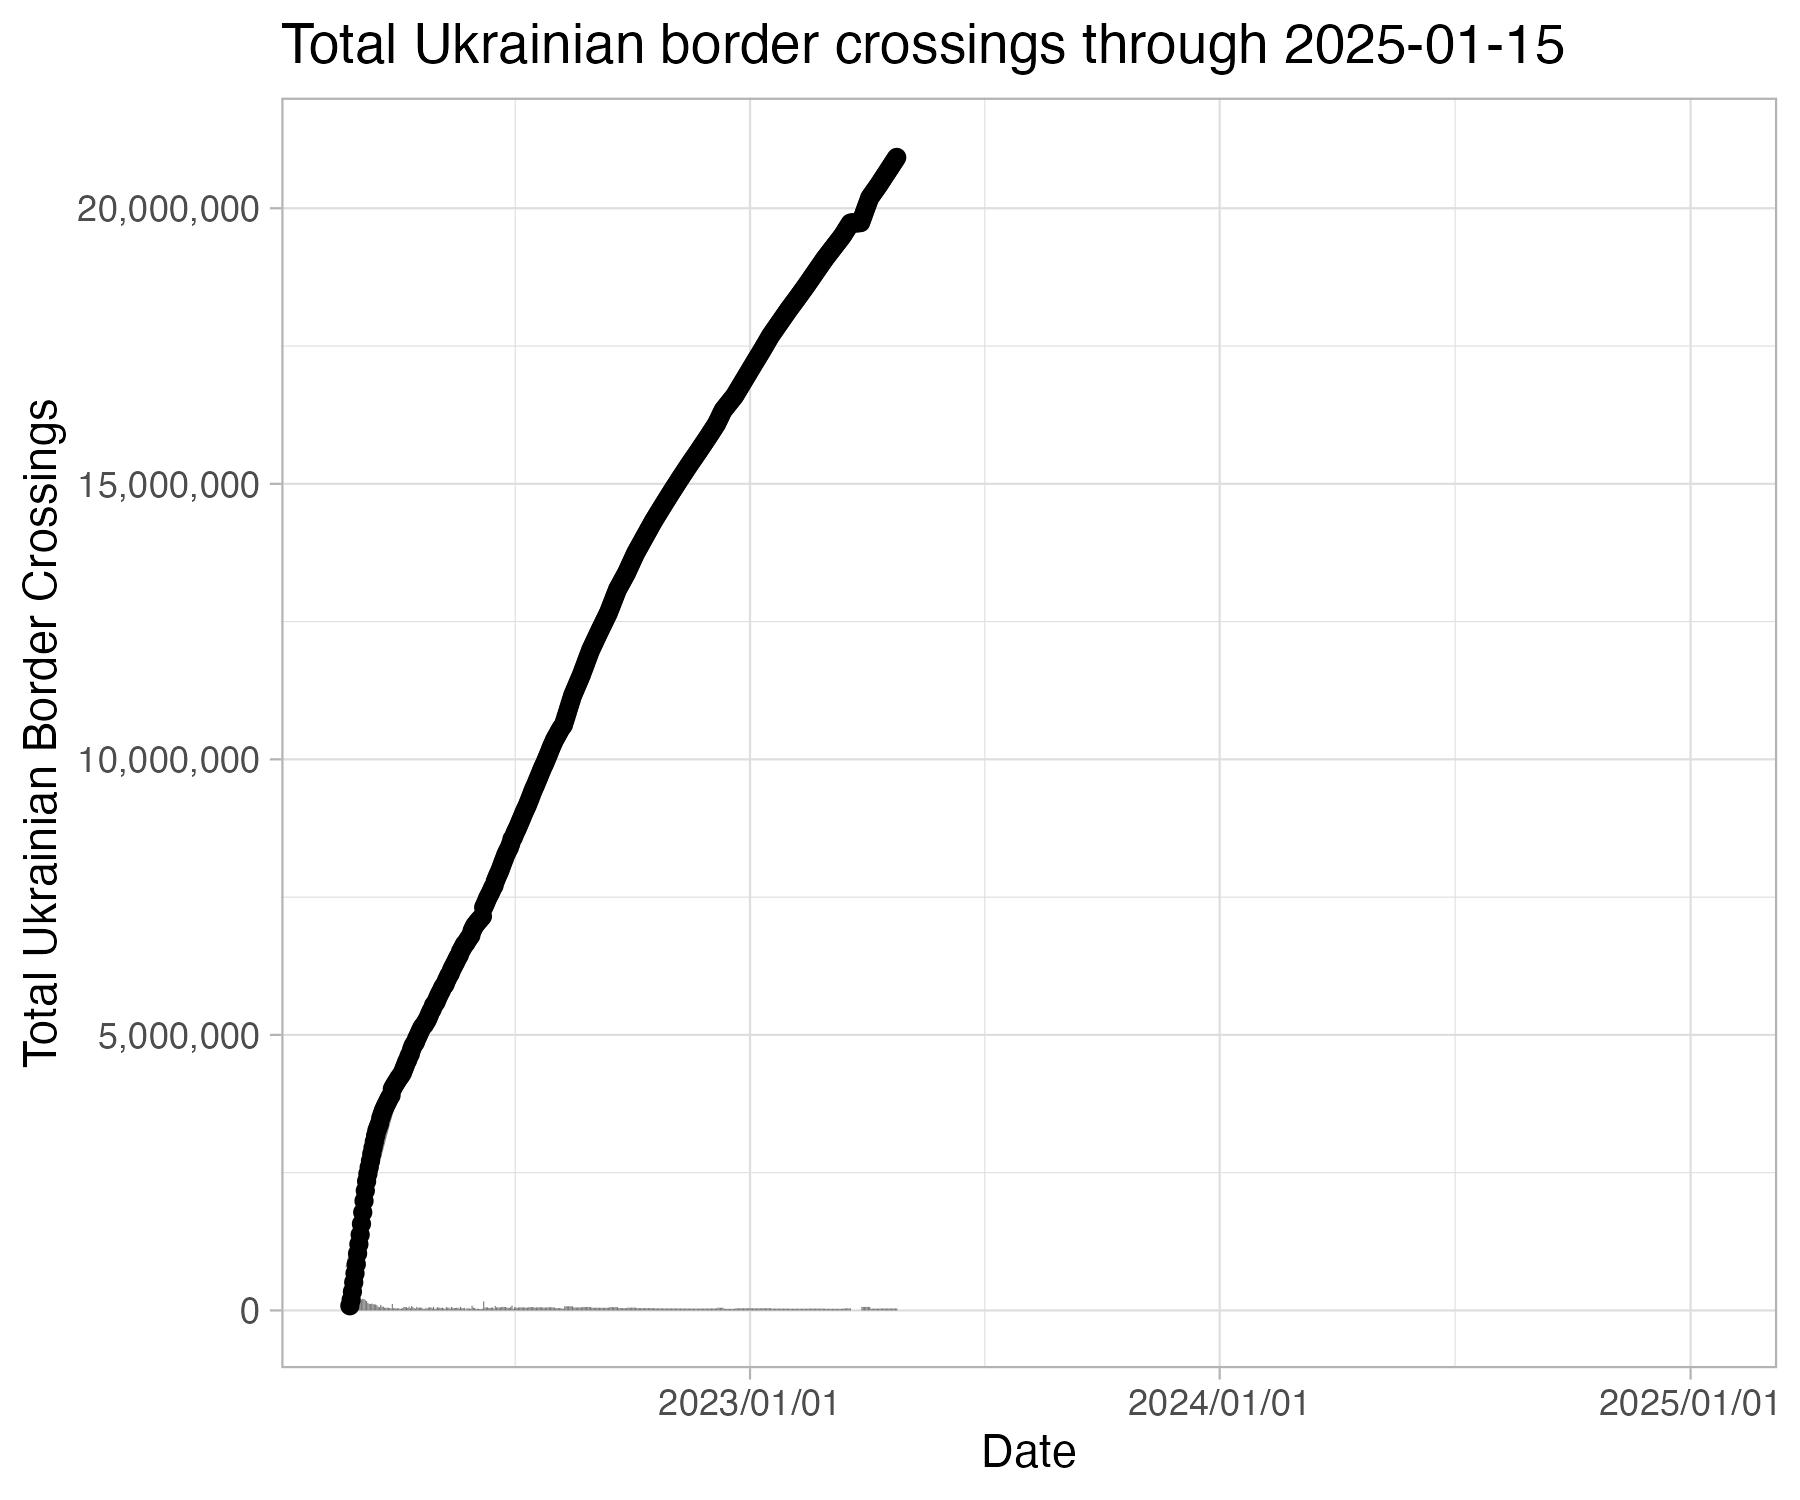 Total Ukrainian border crossings through 2025-01-15
Total Ukrainian Border Crossings
20,000,000
15,000,000
10,000,000
5,000,000
0
2023/01/01
2024/01/01
2025/01/01
Date